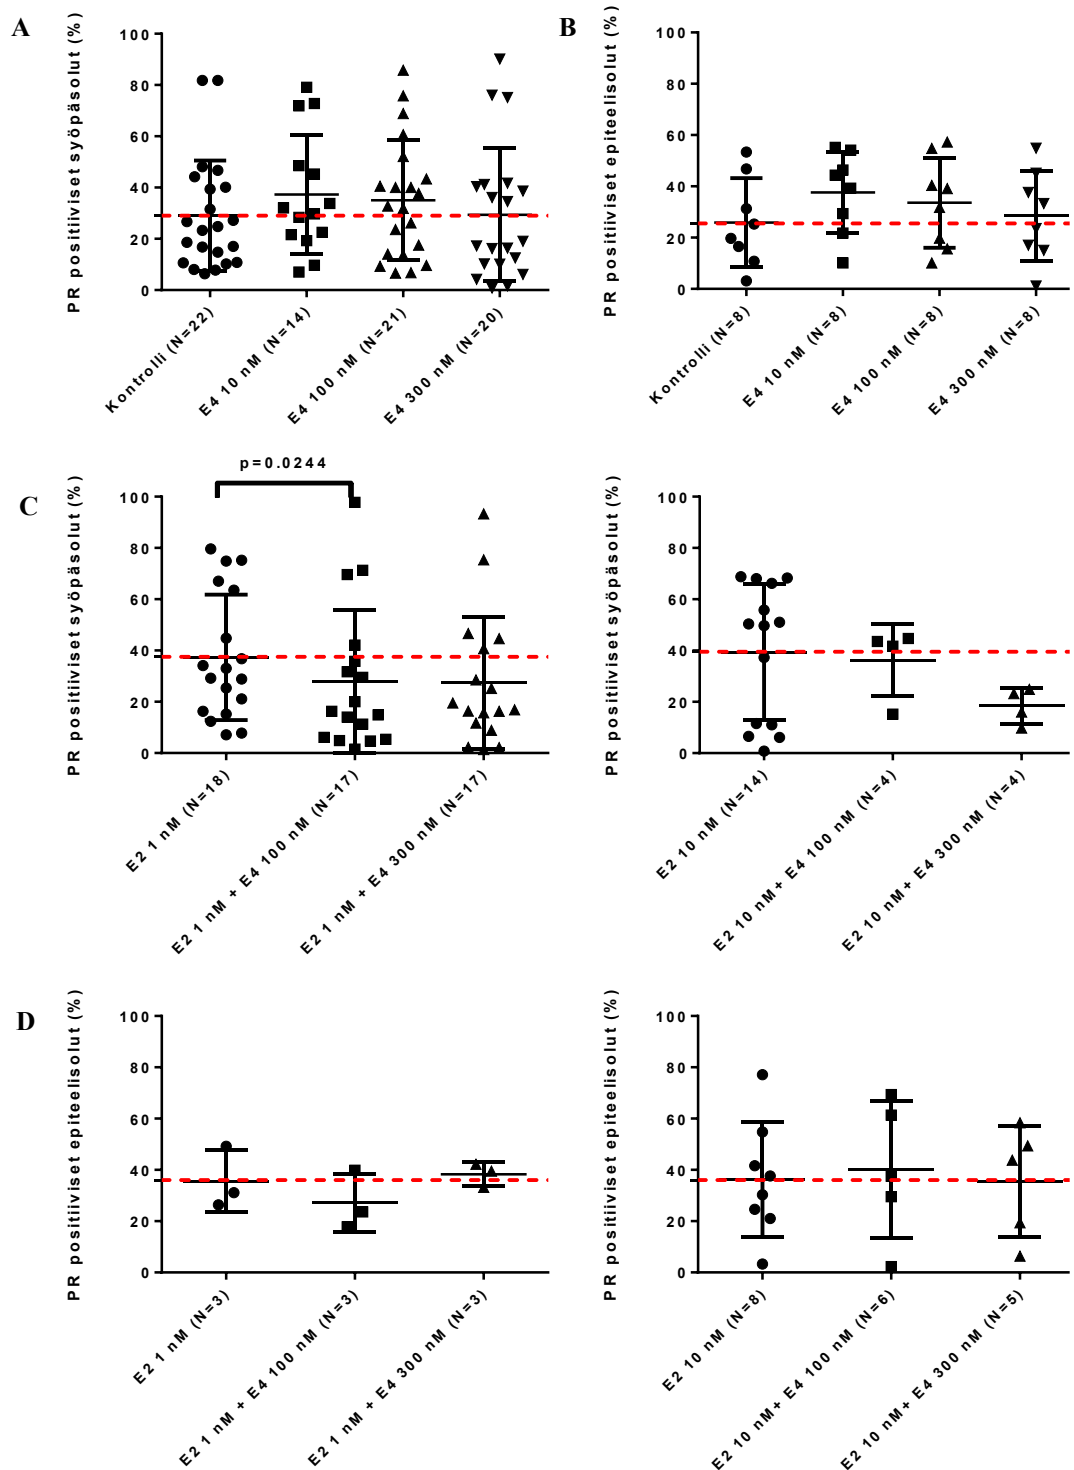 A
PR positiiviset syöpäsolut (%)
100
80
60
40
20
0
Kontrolli (N=22)
E4 10 nM (N=14)
E4 100 nM (N=21)
E4 300 nM (N=20)
B
PR positiiviset epiteelisolut (%)
100
80
60
40
20
0
Kontrolli (N=8)
E4 10 nM (N=8)
E4 100 nM (N=8)
E4 300 nM (N=8)
C
p=0.0244
PR positiiviset syöpäsolut (%)
100
80
60
40
20
0
E2 1 nM (N=18)
E2 1 nM + E4 100 nM (N=17)
E2 1 nM + E4 300 nM (N=17)
PR positiiviset syöpäsolut (%)
100
80
60
40
20
0
E2 10 nM (N=14)
E2 10 nM+ E4 100 nM (N=4)
E2 10 nM+ E4 300 nM (N=4)
D
PR positiiviset epiteelisolut (%)
100
80
60
40
20
0
E2 1 nM (N=3)
E2 1 nM + E4 100 nM (N=3)
E2 1 nM + E4 300 nM (N=3)
PR positiiviset epiteelisolut (%)
100
80
60
40
20
0
E2 10 nM (N=8)
E2 10 nM+ E4 100 nM (N=6)
E2 10 nM+ E4 300 nM (N=5)